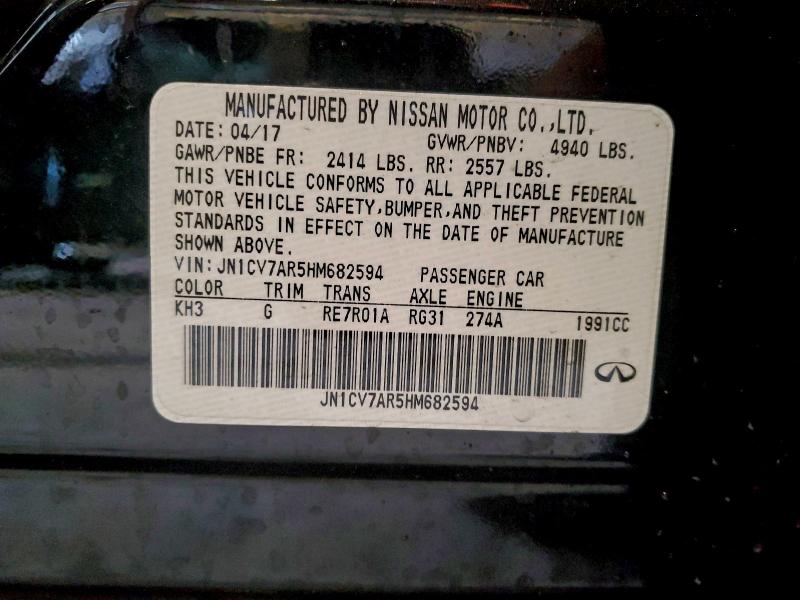 MANUFACTURED BY NISSAN MOTOR CO.,LTD.
DATE: 04/17 GVWR/PNBV: 4940 LBS.
GAWR/PNBE FR: 2414 LBS. RR: 2557 LBS.
THIS VEHICLE CONFORMS TO ALL APPLICABLE FEDERAL
MOTOR VEHICLE SAFETY,BUMPER,AND THEFT PREVENTION
STANDARDS IN EFFECT ON THE DATE OF MANUFACTURE
SHOWN ABOVE.
VIN: JN1CV7AR5HM682594 PASSENGER CAR
COLOR TRIM TRANS AXLE ENGINE
KH3 G RE7R01A RG31 274A 1991CC
JN1CV7AR5HM682594